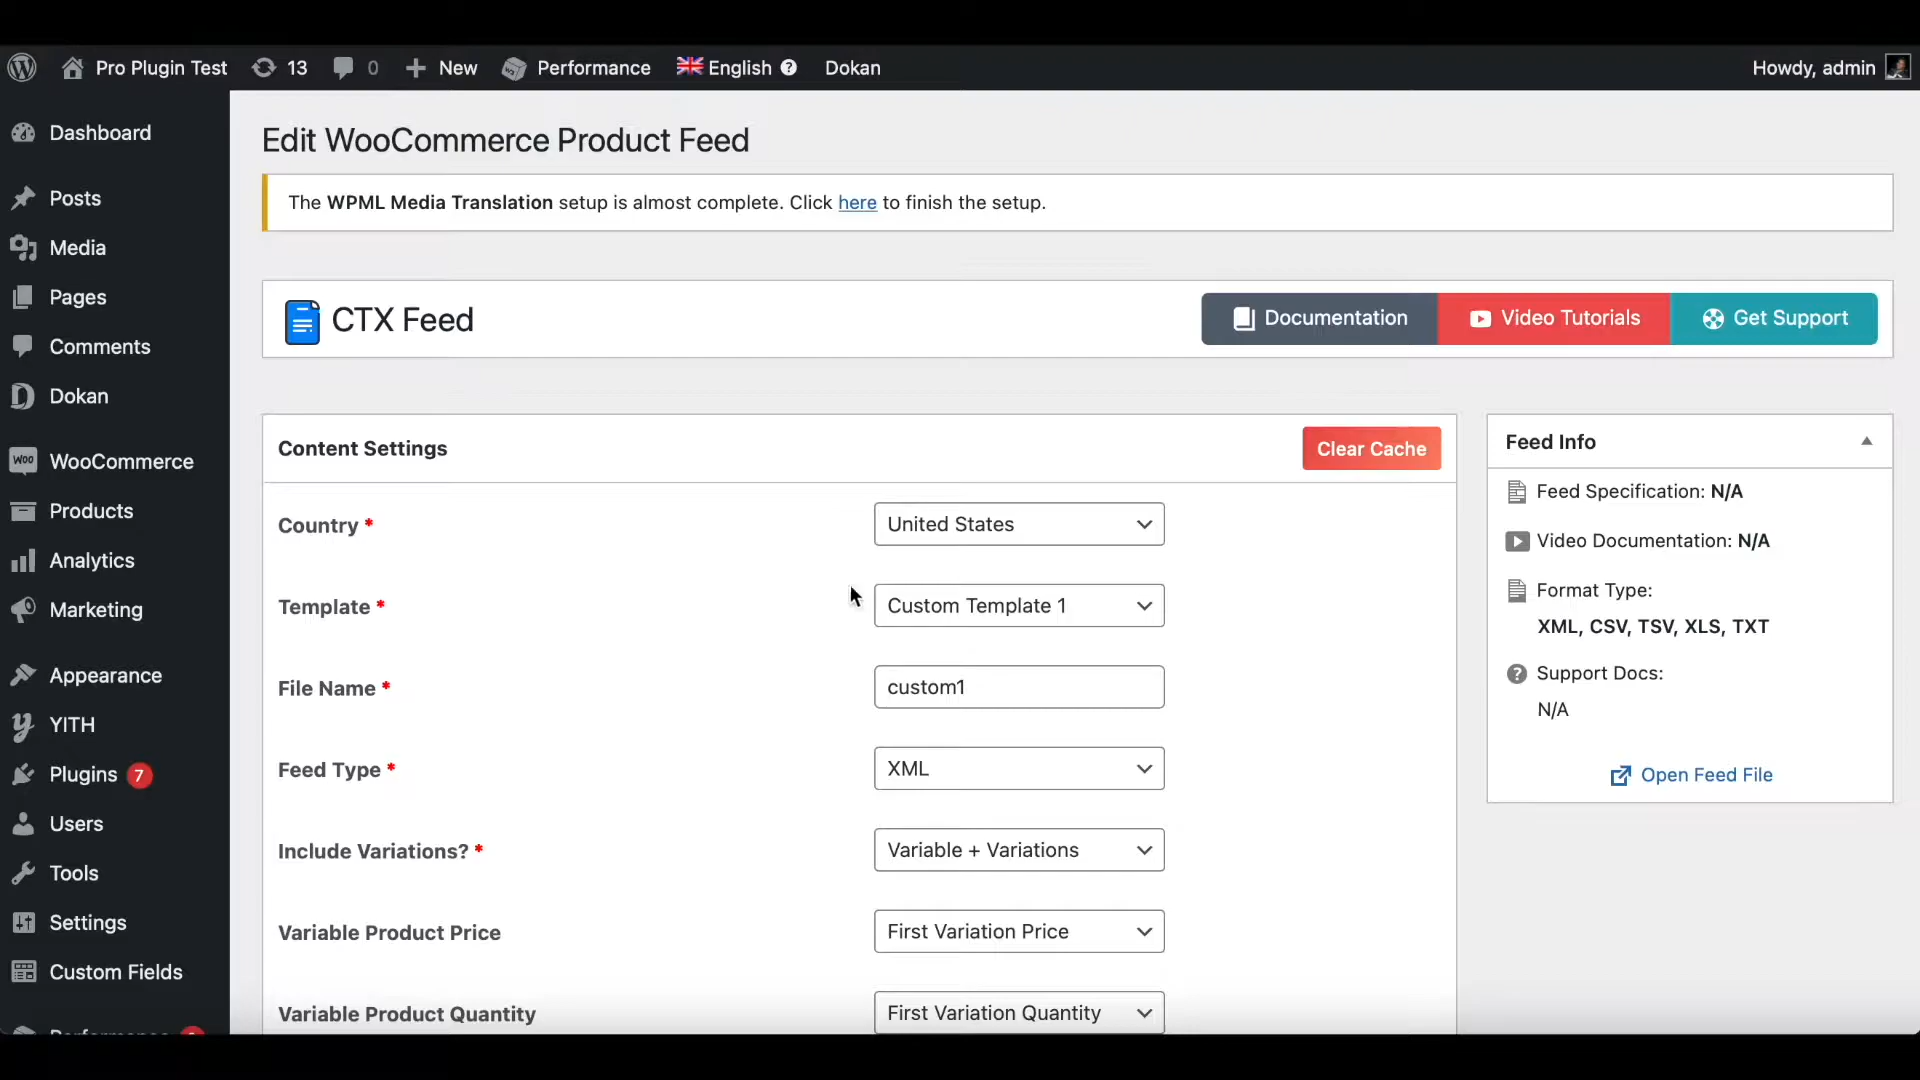 Pro Plugin Test 13 0 New Performance English ? Dokan Howdy, admin
Dashboard
Posts
Media
Pages
Comments
Dokan
WooCommerce
Products
Analytics
Marketing
Appearance
YITH
Plugins 7
Users
Tools
Settings
Custom Fields
Edit WooCommerce Product Feed
The WPML Media Translation setup is almost complete. Click here to finish the setup.
CTX Feed
Documentation
Video Tutorials
Get Support
Content Settings
Clear Cache
Country * United States
Template * Custom Template 1
File Name * custom1
Feed Type * XML
Include Variations? * Variable + Variations
Variable Product Price First Variation Price
Variable Product Quantity First Variation Quantity
Feed Info
Feed Specification: N/A
Video Documentation: N/A
Format Type:
XML, CSV, TSV, XLS, TXT
Support Docs:
N/A
Open Feed File